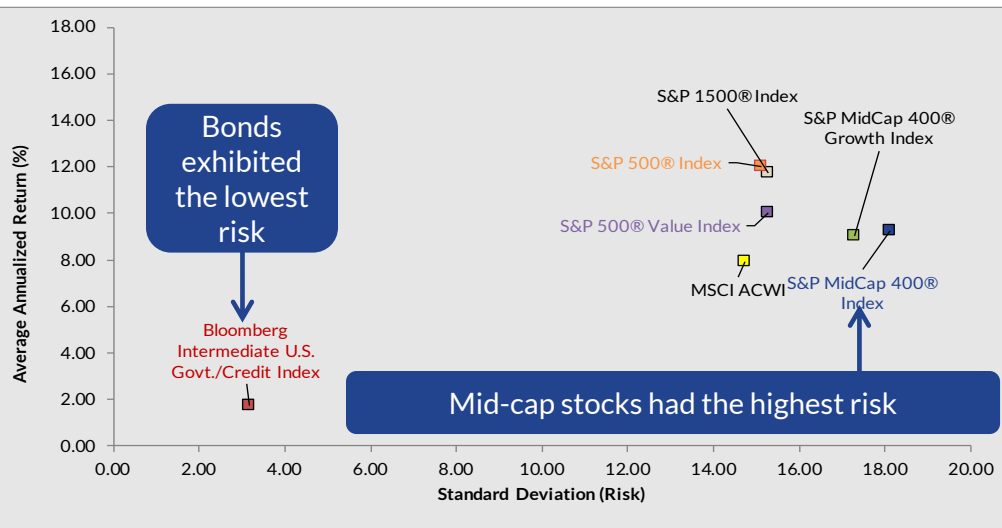 18.00
16.00
14.00
12.00
10.00
8.00
6.00
4.00
2.00
0.00
Average Annualized Return (%)
Bonds
exhibited
the lowest
risk
Bloomberg
Intermediate U.S.
Govt./Credit Index
S&P 1500® Index
S&P MidCap 400®
Growth Index
S&P 500® Index
S&P 500® Value Index
MSCI ACWI
S&P MidCap 400®
Index
Mid-cap stocks had the highest risk
0.00 2.00 4.00 6.00 8.00 10.00 12.00 14.00 16.00 18.00 20.00
Standard Deviation (Risk)